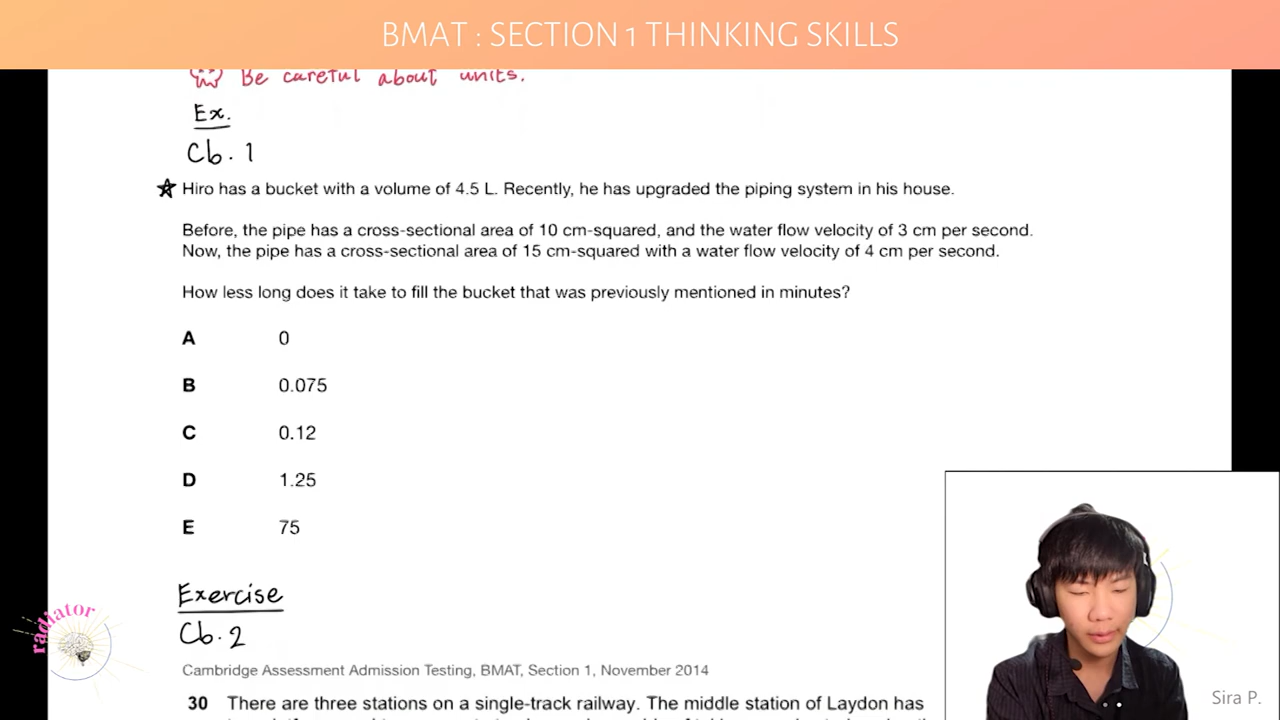 BMAT : SECTION 1 THINKING SKILLS
Be careful about units.
Ex.
Cb. 1
Hiro has a bucket with a volume of 4.5 L. Recently, he has upgraded the piping system in his house.
Before, the pipe has a cross-sectional area of 10 cm-squared, and the water flow velocity of 3 cm per second.
Now, the pipe has a cross-sectional area of 15 cm-squared with a water flow velocity of 4 cm per second.
How less long does it take to fill the bucket that was previously mentioned in minutes?
A 0
B 0.075
C 0.12
D 1.25
E 75
Exercise
Cb. 2
Cambridge Assessment Admission Testing, BMAT, Section 1, November 2014
30 There are three stations on a single-track railway. The middle station of Laydon has
radiator
Sira P.